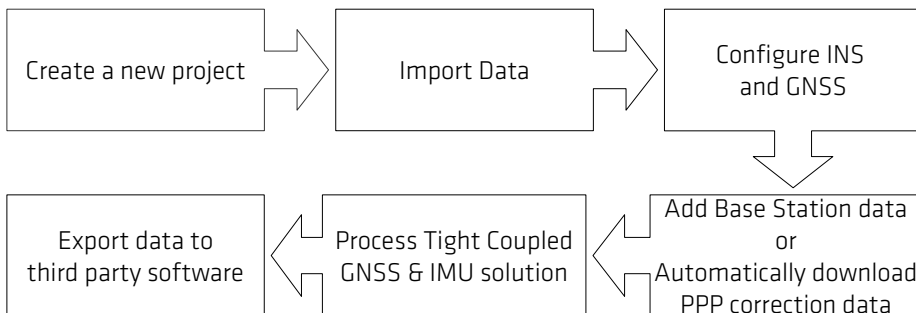 Create a new project
Import Data
Configure INS
and GNSS
Add Base Station data
or
Automatically download
PPP correction data
Process Tight Coupled
GNSS & IMU solution
Export data to
third party software